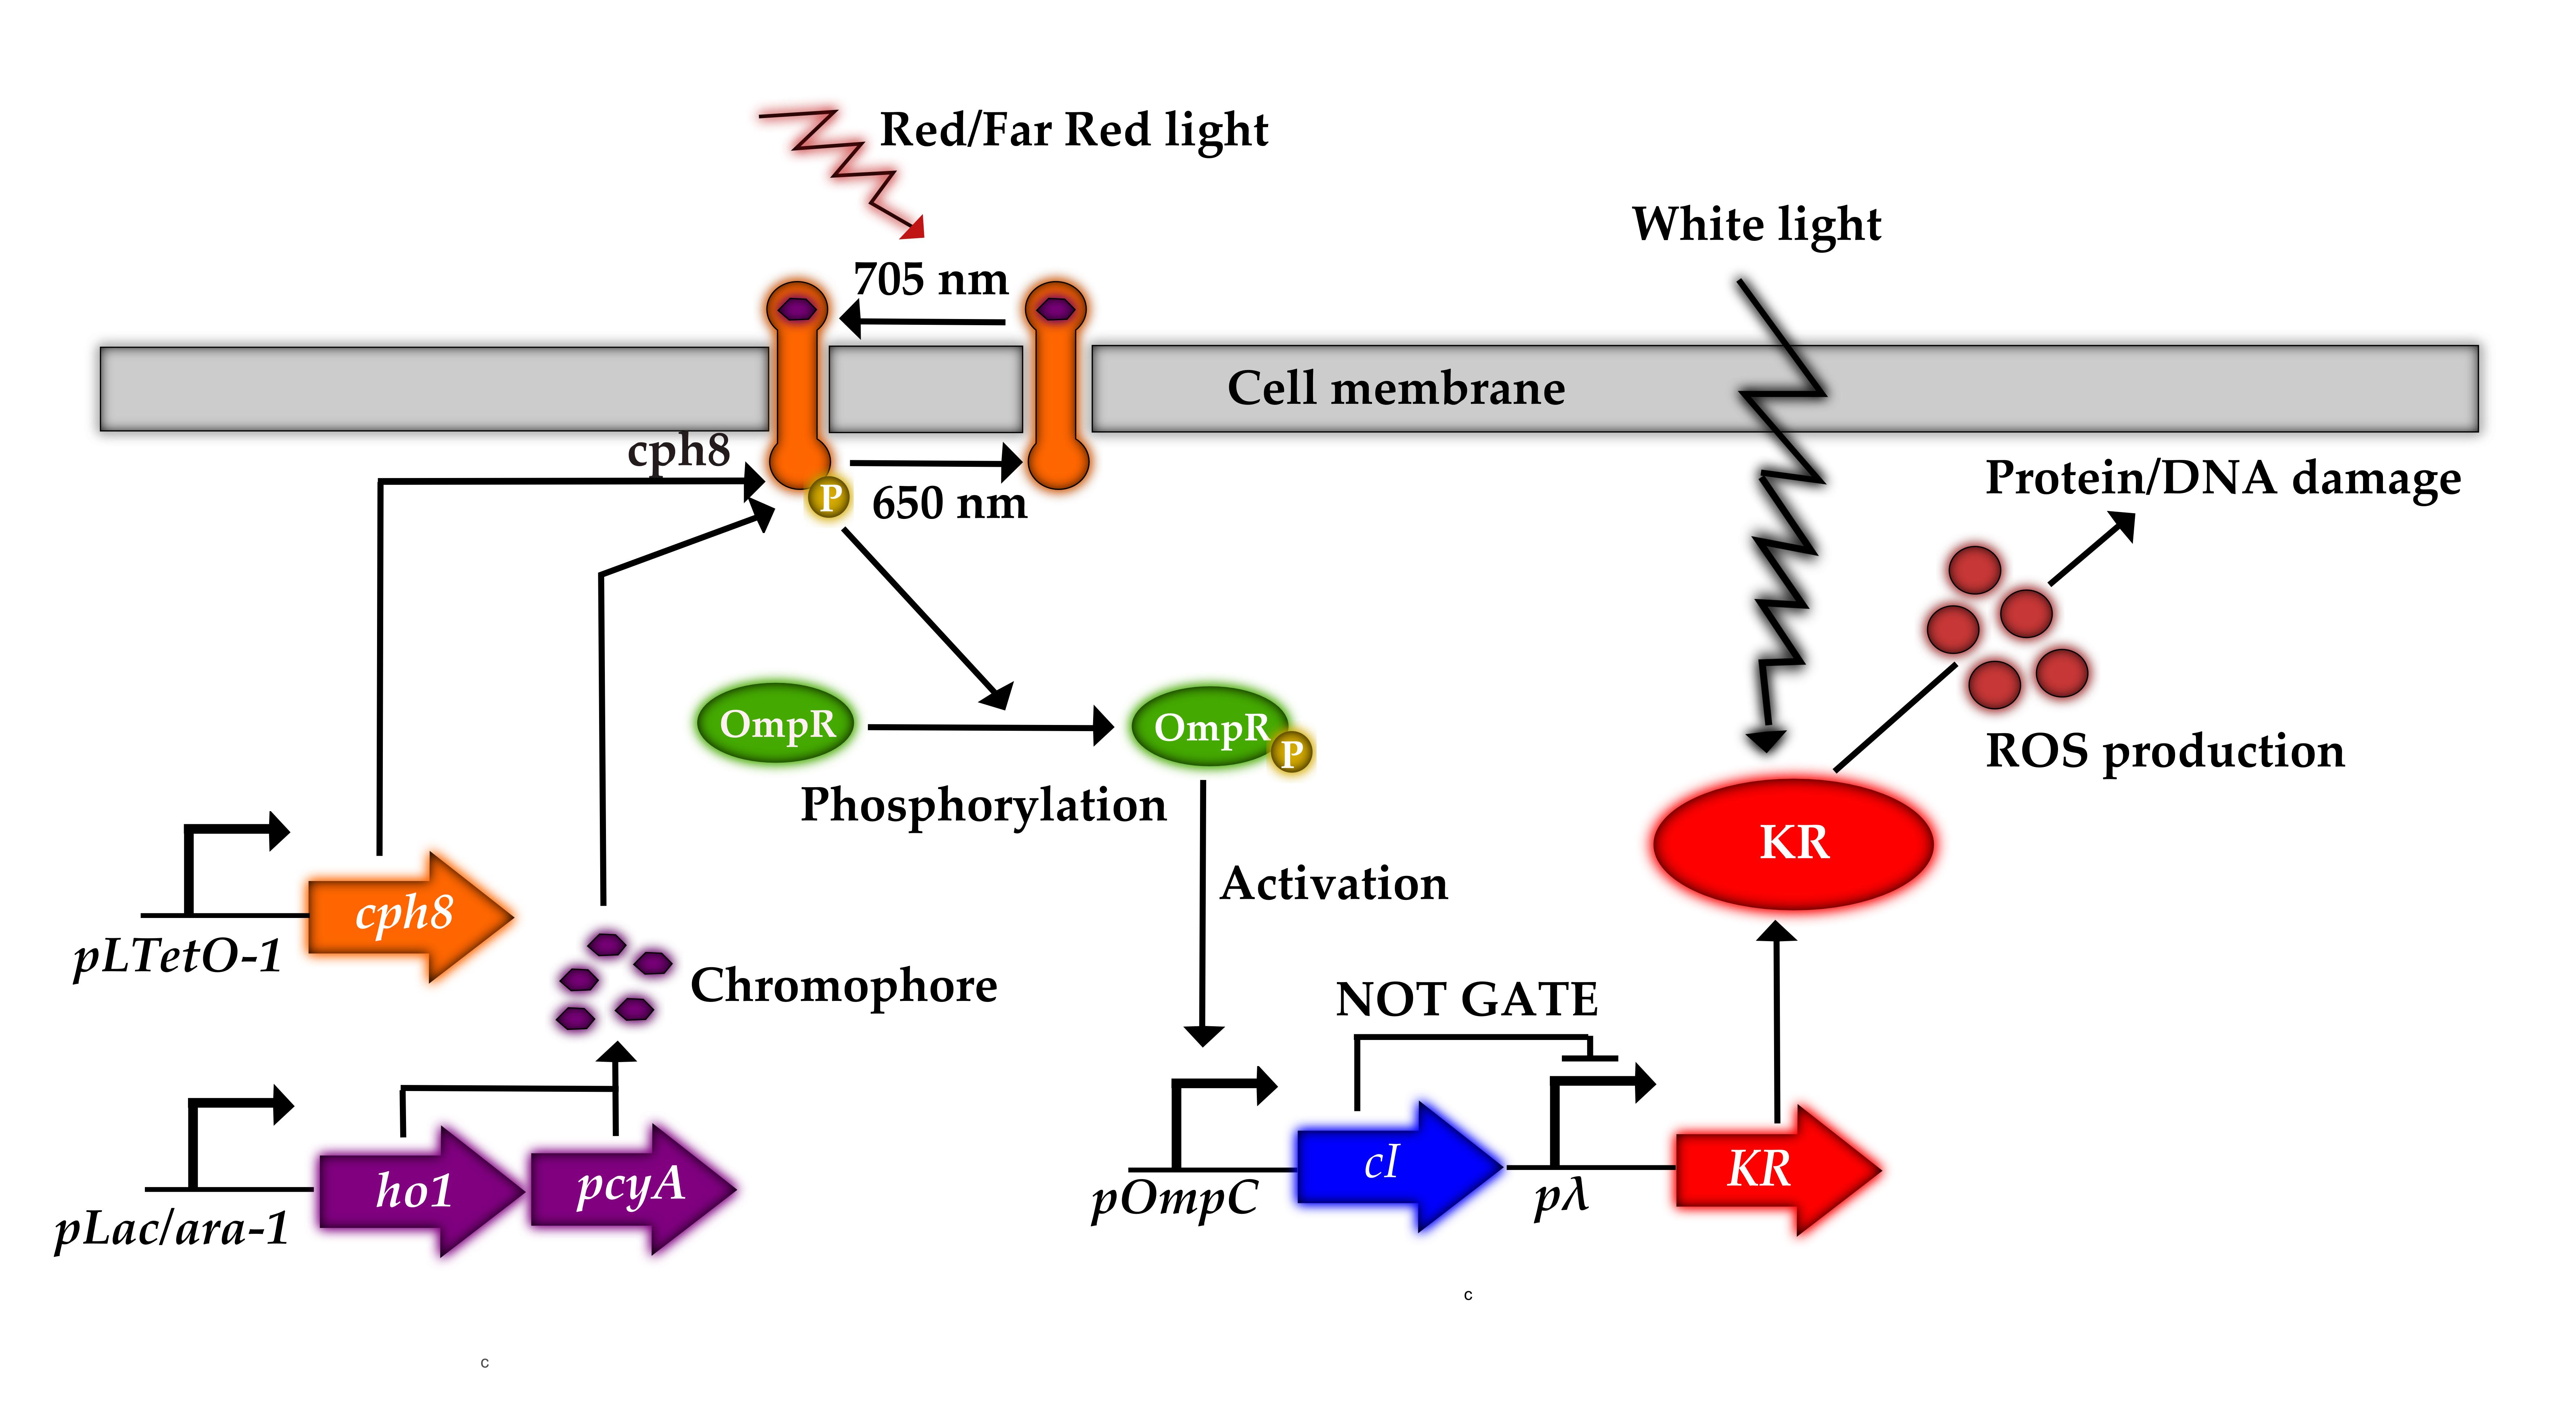 Red/Far Red light
White light
705 nm
Cell membrane
cph8
P
650 nm
Protein/DNA damage
OmpR
OmpR
P
Phosphorylation
ROS production
KR
Activation
cph8
pLTetO-1
Chromophore
NOT GATE
ho1
pcyA
pLac/ara-1
cI
KR
pOmpC
pλ
c
c